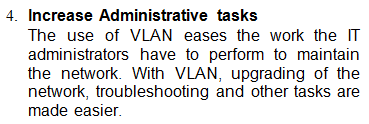 4. Increase Administrative tasks
The use of VLAN eases the work the IT
administrators have to perform to maintain
the network. With VLAN, upgrading of the
network, troubleshooting and other tasks are
made easier.